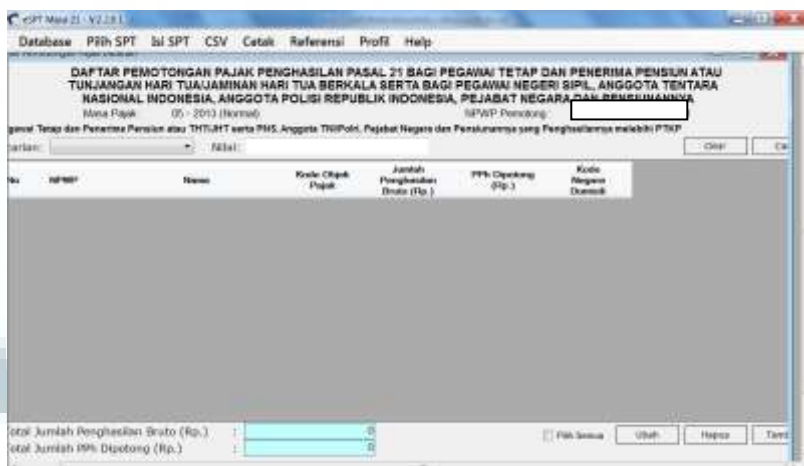 eSPT Masa 21 - V2.2.0.1
Database Pilih SPT Isi SPT CSV Cetak Referensi Profil Help
DAFTAR PEMOTONGAN PAJAK PENGHASILAN PASAL 21 BAGI PEGAWAI TETAP DAN PENERIMA PENSIUN ATAU
TUNJANGAN HARI TUA/JAMINAN HARI TUA BERKALA SERTA BAGI PEGAWAI NEGERI SIPIL, ANGGOTA TENTARA
NASIONAL INDONESIA, ANGGOTA POLISI REPUBLIK INDONESIA, PEJABAT NEGARA DAN PENSIUNANNYA
Masa Pajak: 05 - 2013 (Normal) NPWP Pemotong:
Tetap dan Penerima Pensiun atau THT/JHT serta PNS, Anggota TNI/Polri, Pejabat Negara dan Pensiunannya yang Penghasilannya melebihi PTKP
Nilai: Clear
No NPWP Nama Kode Objek Pajak Jumlah Penghasilan Bruto (Rp.) PPh Dipotong (Rp.) Kode Negara Domisili
otal Jumlah Penghasilan Bruto (Rp.) : 0
otal Jumlah PPh Dipotong (Rp.) : 0
Pilih Semua Ubah Hapus